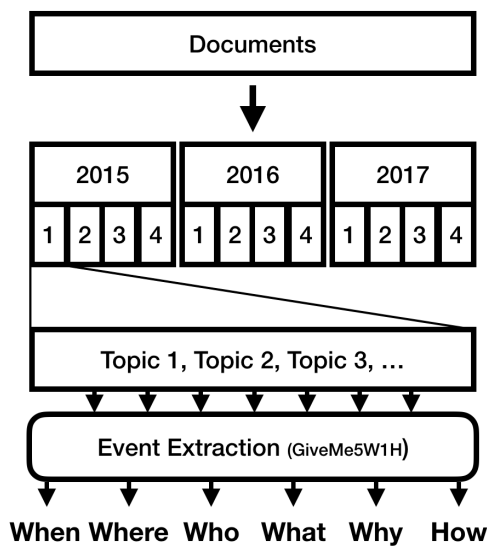 Documents
2015 2016 2017
1 2 3 4 1 2 3 4 1 2 3 4
Topic 1, Topic 2, Topic 3, ...
Event Extraction (GiveMe5W1H)
When Where Who What Why How